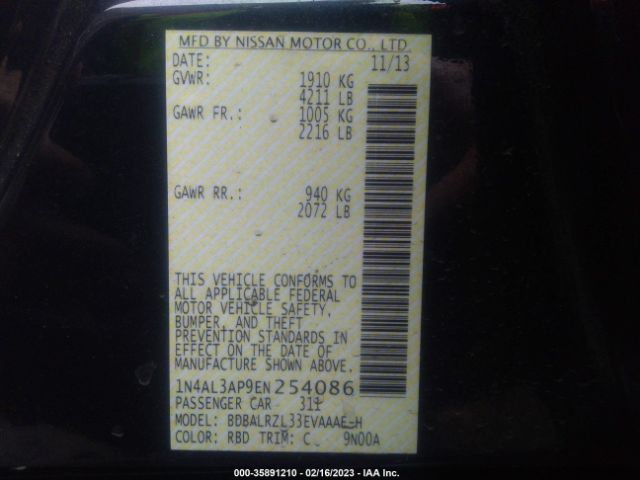 MFD BY NISSAN MOTOR CO., LTD.
DATE: 11/13
GVWR: 1910 KG
4211 LB
GAWR FR.: 1005 KG
2216 LB
GAWR RR.: 940 KG
2072 LB
THIS VEHICLE CONFORMS TO
ALL APPLICABLE FEDERAL
MOTOR VEHICLE SAFETY,
BUMPER, AND THEFT
PREVENTION STANDARDS IN
EFFECT ON THE DATE OF
MANUFACTURE SHOWN ABOVE.
1N4AL3AP9EN254086
PASSENGER CAR 311
MODEL: BDBALRZL33EVAAAE-H
COLOR: RBD TRIM: C 9N00A
000-35891210 - 02/16/2023 - IAA Inc.